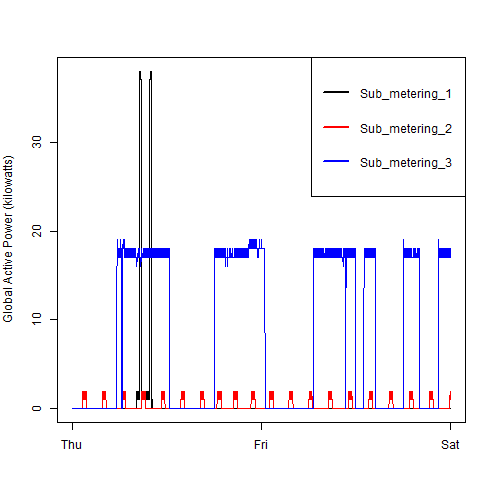 Sub_metering_1
Sub_metering_2
Sub_metering_3
Global Active Power (kilowatts)
30
20
10
0
Thu Fri Sat